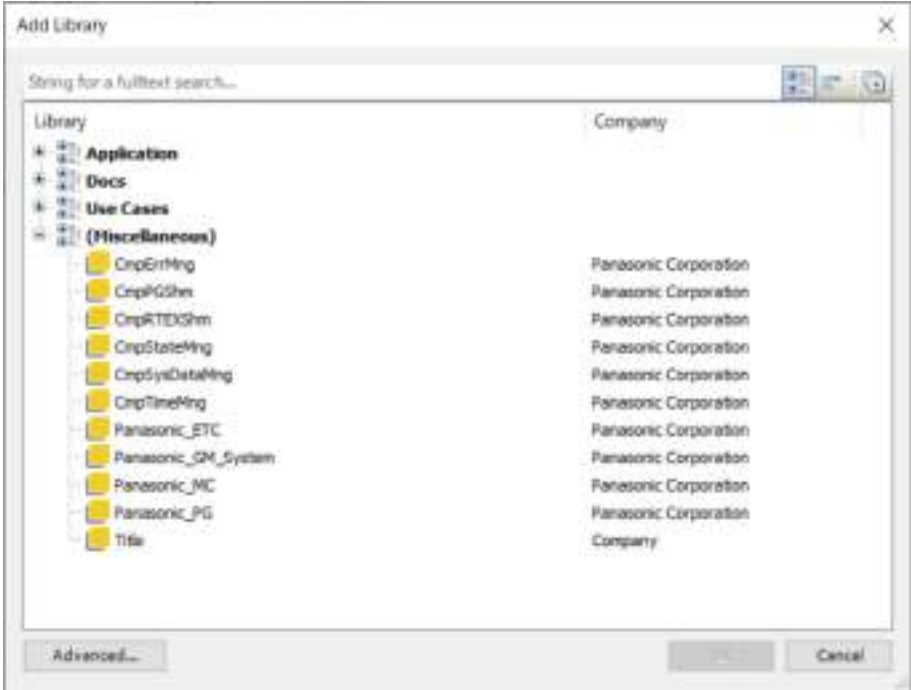 Add Library
String for a fulltext search...
Library Company
Application
Docs
Use Cases
(Miscellaneous)
CmpErrMng Panasonic Corporation
CmpPGShm Panasonic Corporation
CmpRTEXShm Panasonic Corporation
CmpStateMng Panasonic Corporation
CmpSysDataMng Panasonic Corporation
CmpTimeMng Panasonic Corporation
Panasonic_ETC Panasonic Corporation
Panasonic_GM_System Panasonic Corporation
Panasonic_MC Panasonic Corporation
Panasonic_PG Panasonic Corporation
Title Company
Advanced... Cancel